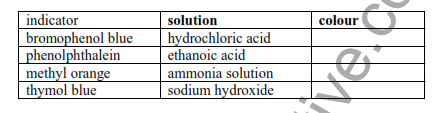 indicator solution colour
bromophenol blue hydrochloric acid
phenolphthalein ethanoic acid
methyl orange ammonia solution
thymol blue sodium hydroxide